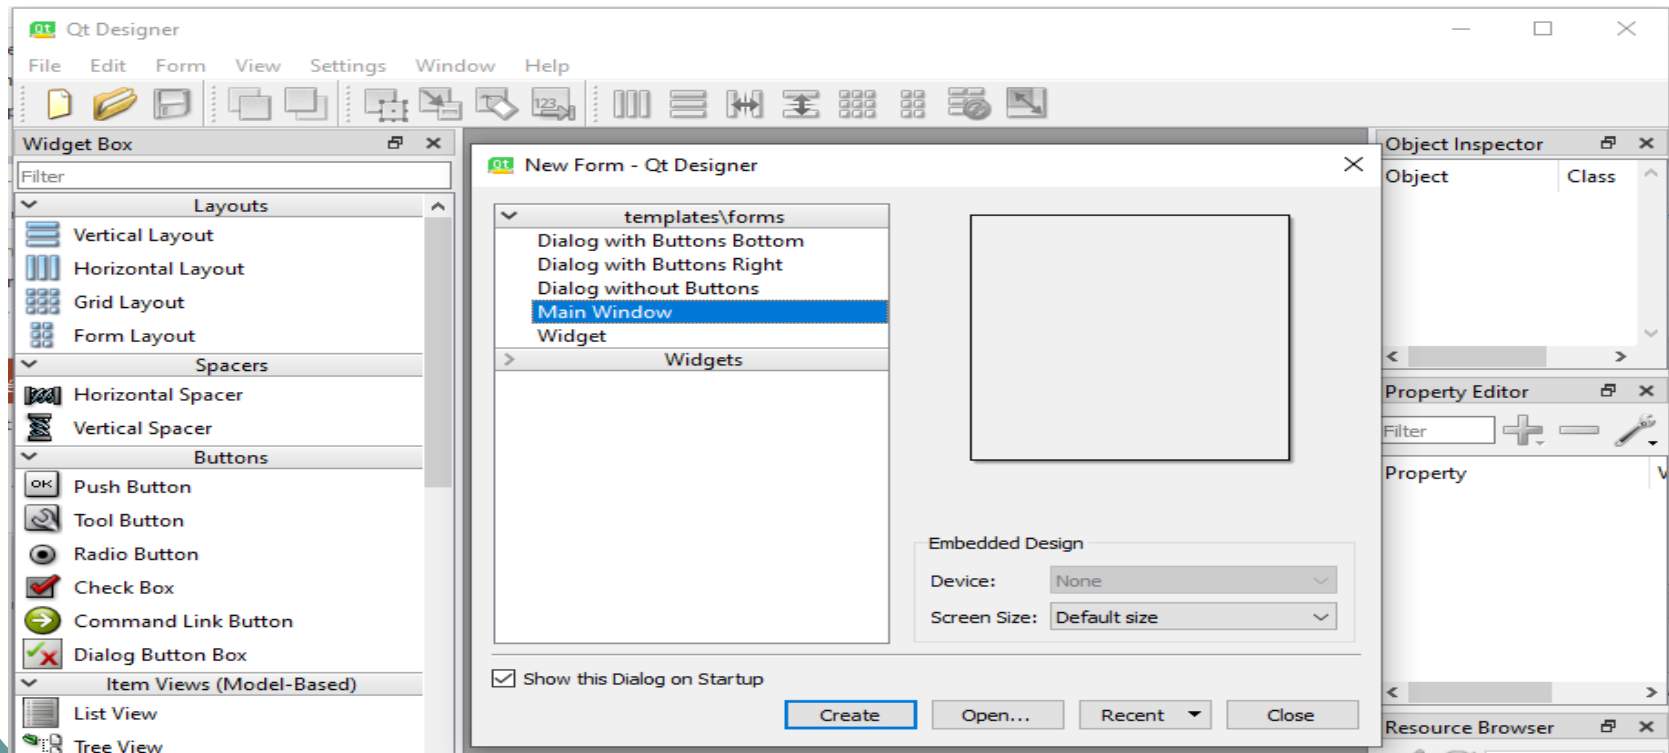 Qt Designer
File Edit Form View Settings Window Help
123
Widget Box
Filter
Layouts
Vertical Layout
Horizontal Layout
Grid Layout
Form Layout
Spacers
Horizontal Spacer
Vertical Spacer
Buttons
OK Push Button
Tool Button
Radio Button
Check Box
Command Link Button
Dialog Button Box
Item Views (Model-Based)
List View
Tree View
Qt New Form - Qt Designer
templates\forms
Dialog with Buttons Bottom
Dialog with Buttons Right
Dialog without Buttons
Main Window
Widget
Widgets
Embedded Design
Device: None
Screen Size: Default size
Show this Dialog on Startup
Create Open... Recent Close
Object Inspector
Object Class
Property Editor
Filter
Property V
Resource Browser